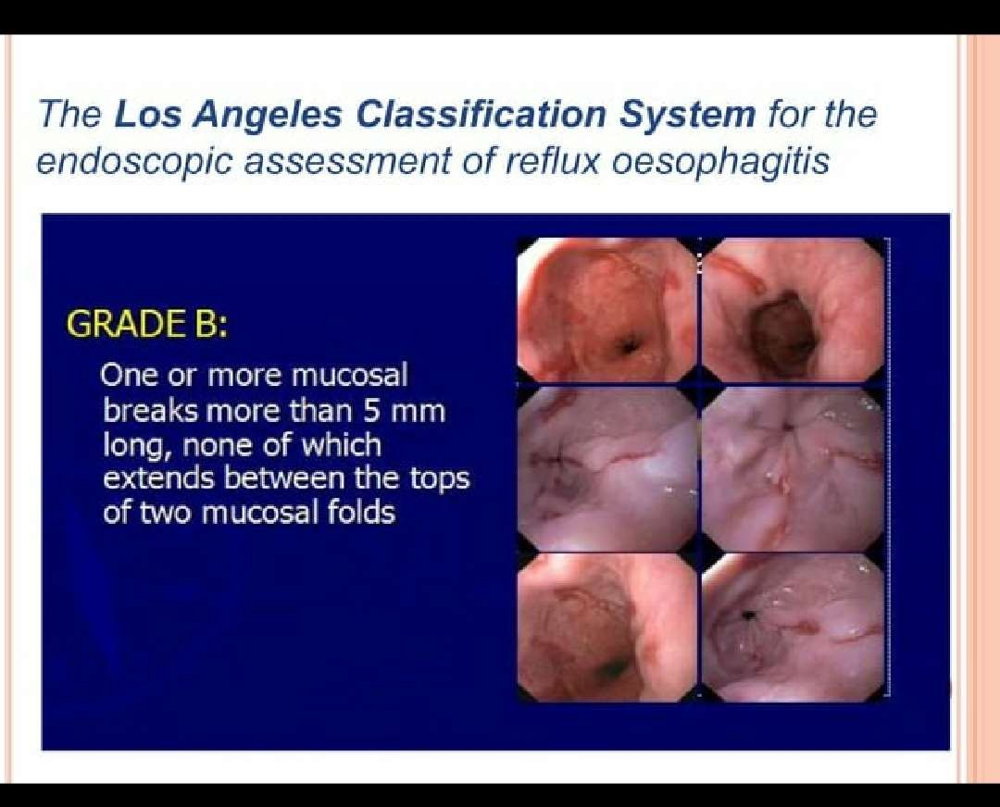 The Los Angeles Classification System for the
endoscopic assessment of reflux oesophagitis
GRADE B:
One or more mucosal
breaks more than 5 mm
long, none of which
extends between the tops
of two mucosal folds